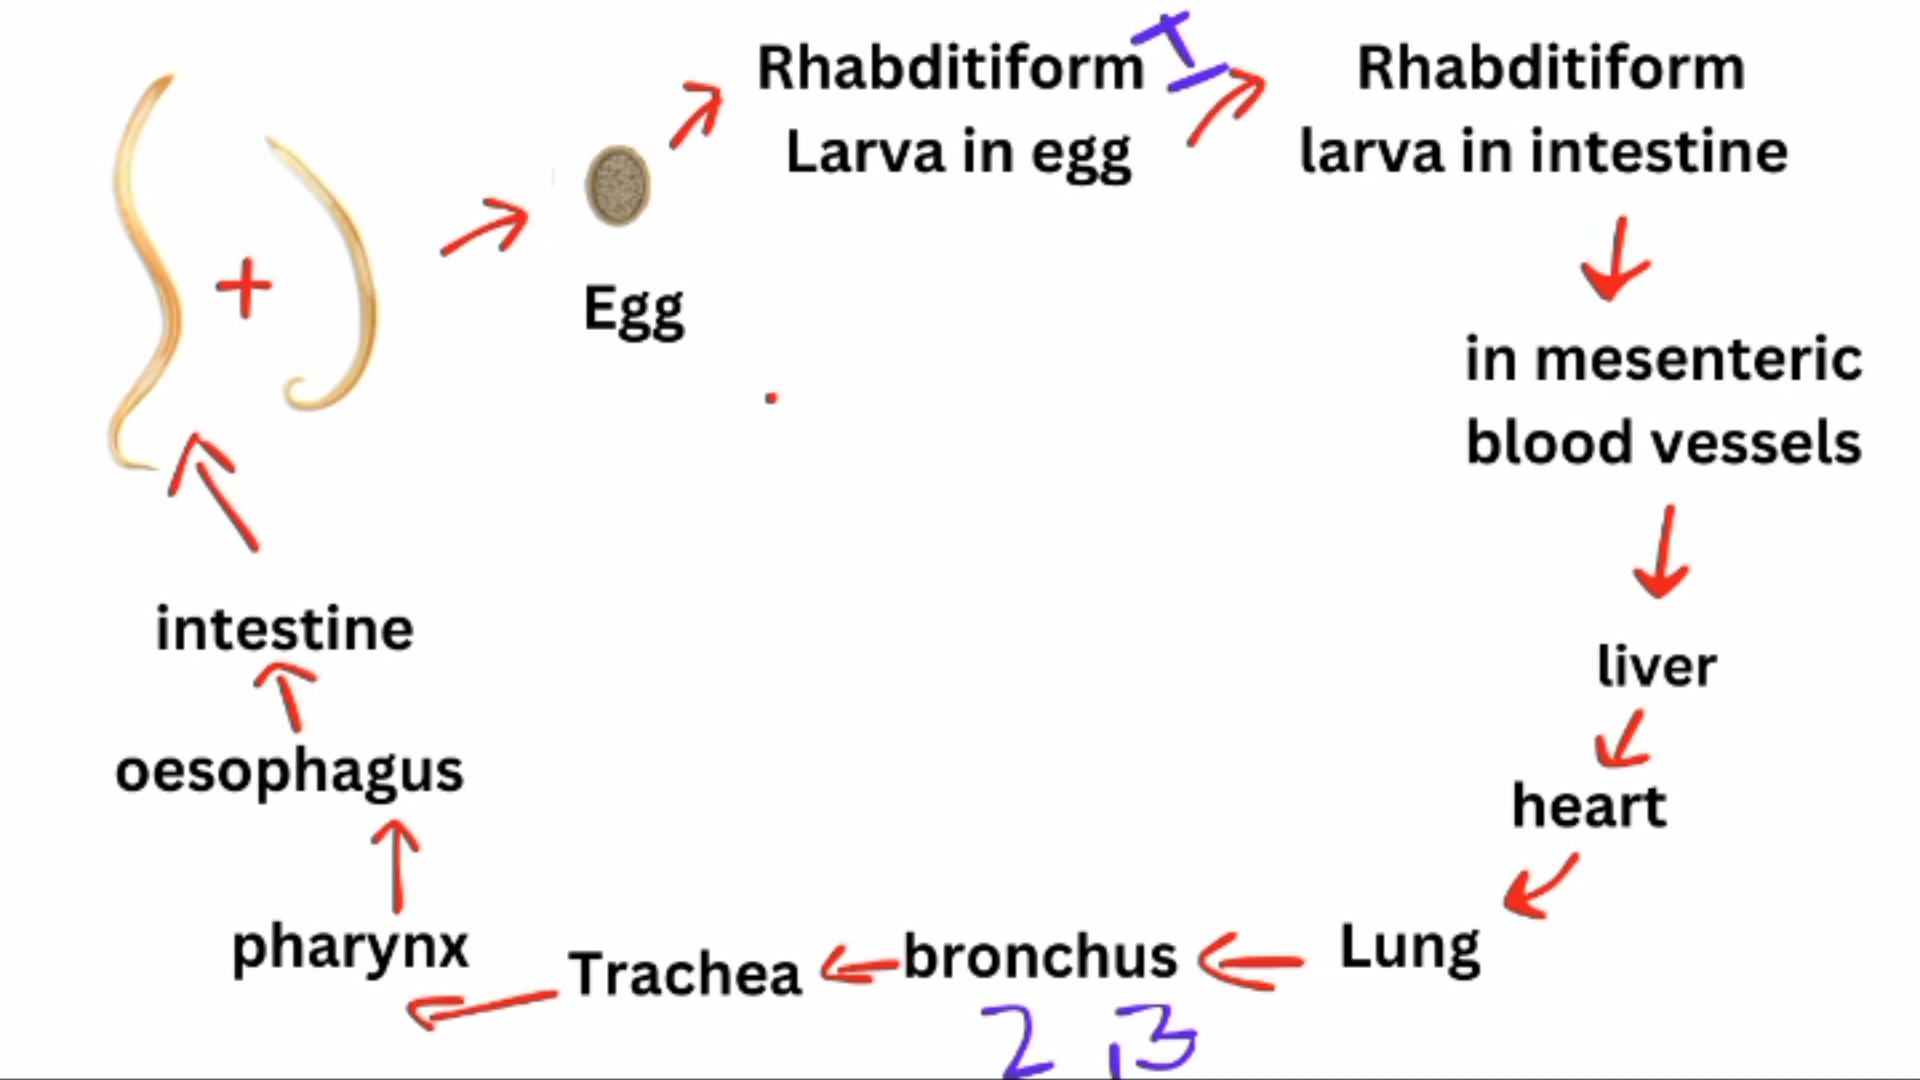 Rhabditiform
Larva in egg
I
Rhabditiform
larva in intestine
+
Egg
in mesenteric
blood vessels
liver
heart
Lung
bronchus
2, 3
Trachea
pharynx
oesophagus
intestine